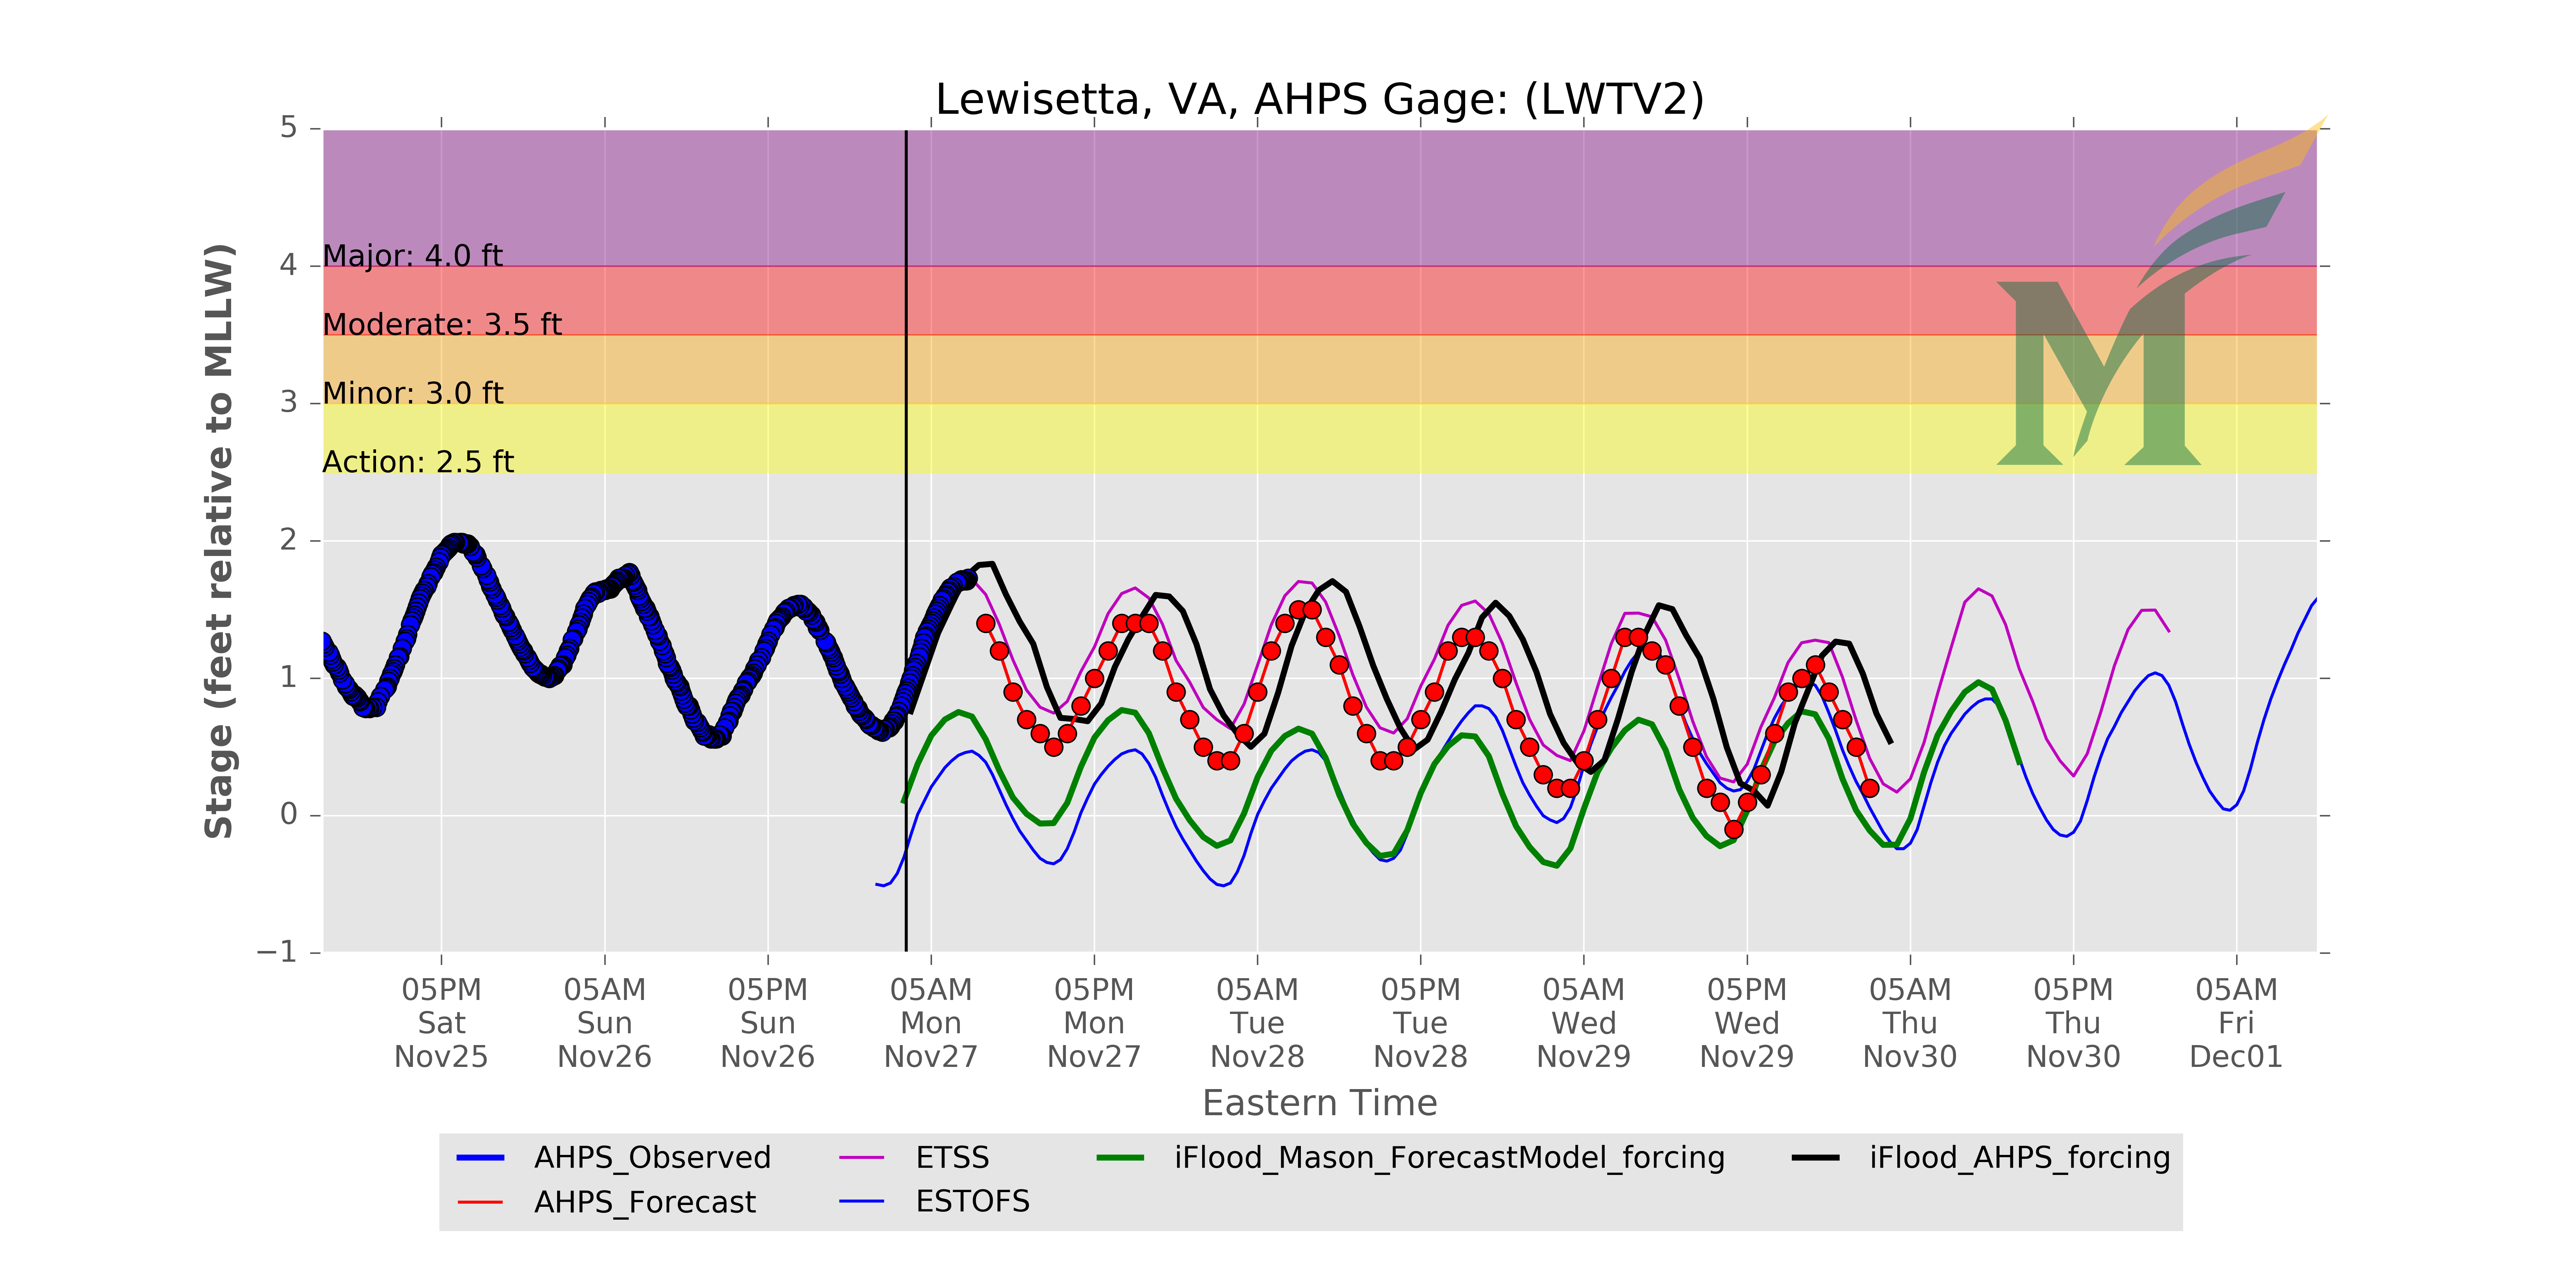 Lewisetta, VA, AHPS Gage: (LWTV2)
Stage (feet relative to MLLW)
5
4
3
2
1
0
−1
Major: 4.0 ft
Moderate: 3.5 ft
Minor: 3.0 ft
Action: 2.5 ft
05PM 05AM 05PM 05AM 05PM 05AM 05PM 05AM 05PM 05AM 05PM 05AM
Sat Sun Sun Mon Mon Tue Tue Wed Wed Thu Thu Fri
Nov25 Nov26 Nov26 Nov27 Nov27 Nov28 Nov28 Nov29 Nov29 Nov30 Nov30 Dec01
Eastern Time
AHPS_Observed ETSS iFlood_Mason_ForecastModel_forcing iFlood_AHPS_forcing
AHPS_Forecast ESTOFS
M